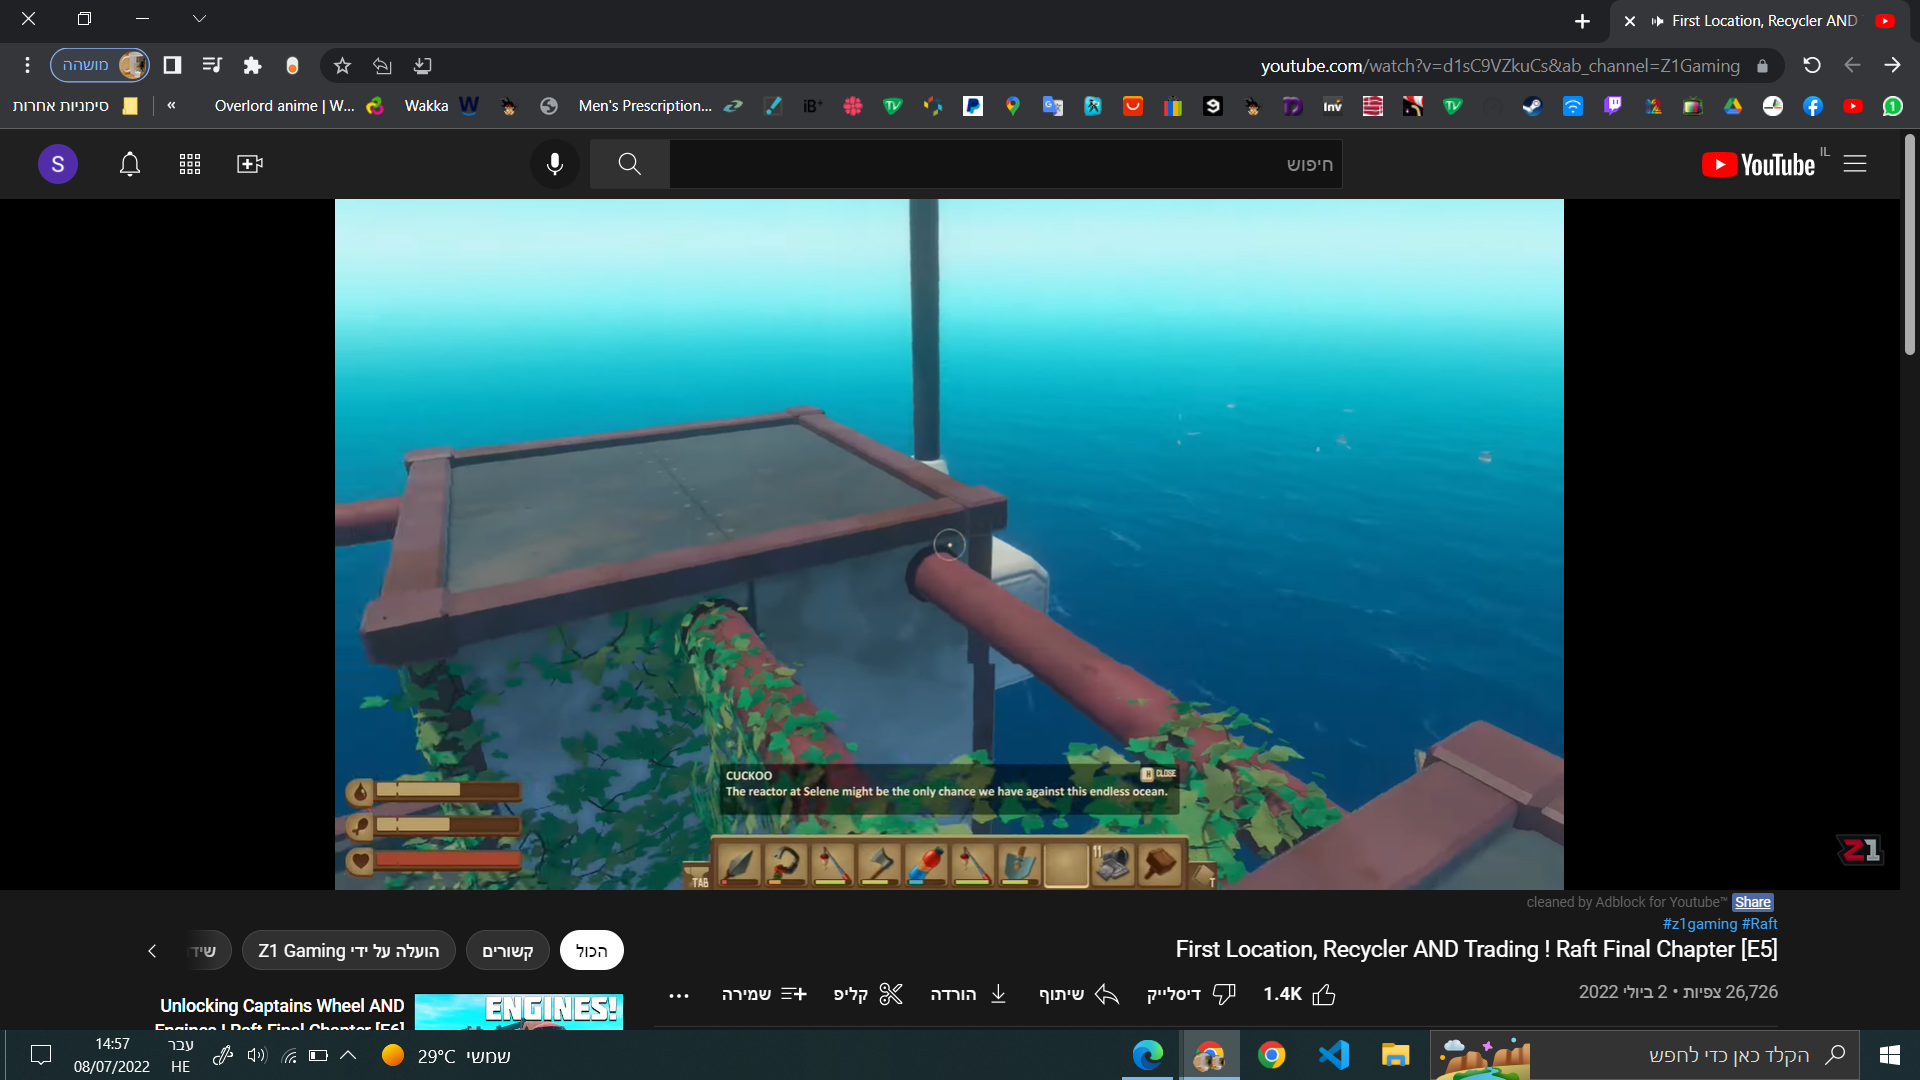 First Location, Recycler AND
youtube.com/watch?v=d1sC9VZkuCs&ab_channel=Z1Gaming
מושהה
סימניות אחרות
«
Overlord anime | W...
Wakka
Men's Prescription...
S
חיפוש
YouTube
IL
CUCKOO
CLOSE
The reactor at Selene might be the only chance we have against this endless ocean.
TAB
11
T
Z1
cleaned by Adblock for Youtube™ Share
#z1gaming #Raft
First Location, Recycler AND Trading ! Raft Final Chapter [E5]
26,726 צפיות • 2 ביולי 2022
1.4K
דיסלייק
שיתוף
הורדה
קליפ
שמירה
הכול
קשורים
הועלה על ידי Z1 Gaming
שיד
Unlocking Captains Wheel AND
Engines ! Raft Final Chapter [E6]
ENGINES!
הקלד כאן כדי לחפש
29°C שמשי
עבר
HE
14:57
08/07/2022